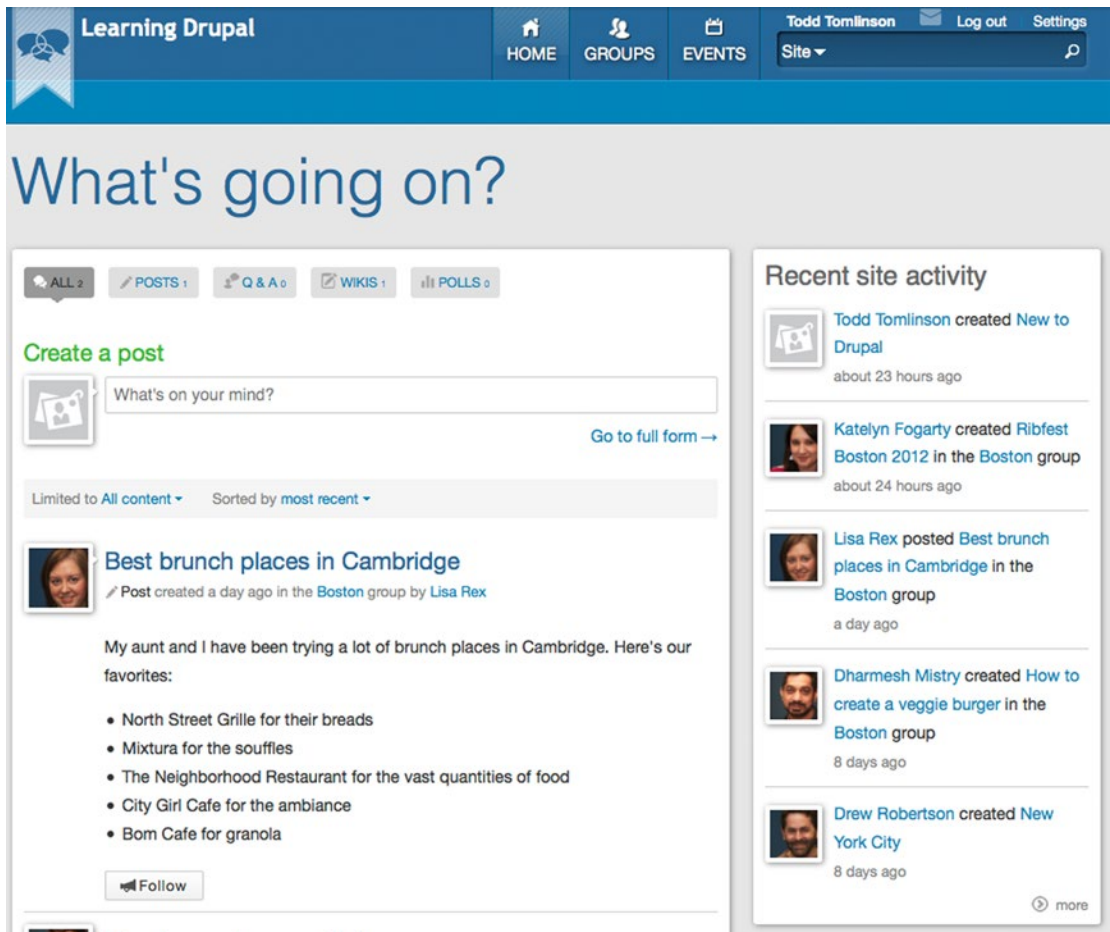 Learning Drupal
HOME
GROUPS
EVENTS
Todd Tomlinson
Log out
Settings
Site
What's going on?
ALL 2
POSTS 1
Q & A 0
WIKIS 1
POLLS 0
Create a post
What's on your mind?
Go to full form →
Limited to All content
Sorted by most recent
Best brunch places in Cambridge
Post created a day ago in the Boston group by Lisa Rex
My aunt and I have been trying a lot of brunch places in Cambridge. Here's our
favorites:
• North Street Grille for their breads
• Mixtura for the souffles
• The Neighborhood Restaurant for the vast quantities of food
• City Girl Cafe for the ambiance
• Bom Cafe for granola
Follow
Recent site activity
Todd Tomlinson created New to
Drupal
about 23 hours ago
Katelyn Fogarty created Ribfest
Boston 2012 in the Boston group
about 24 hours ago
Lisa Rex posted Best brunch
places in Cambridge in the
Boston group
a day ago
Dharmesh Mistry created How to
create a veggie burger in the
Boston group
8 days ago
Drew Robertson created New
York City
8 days ago
more